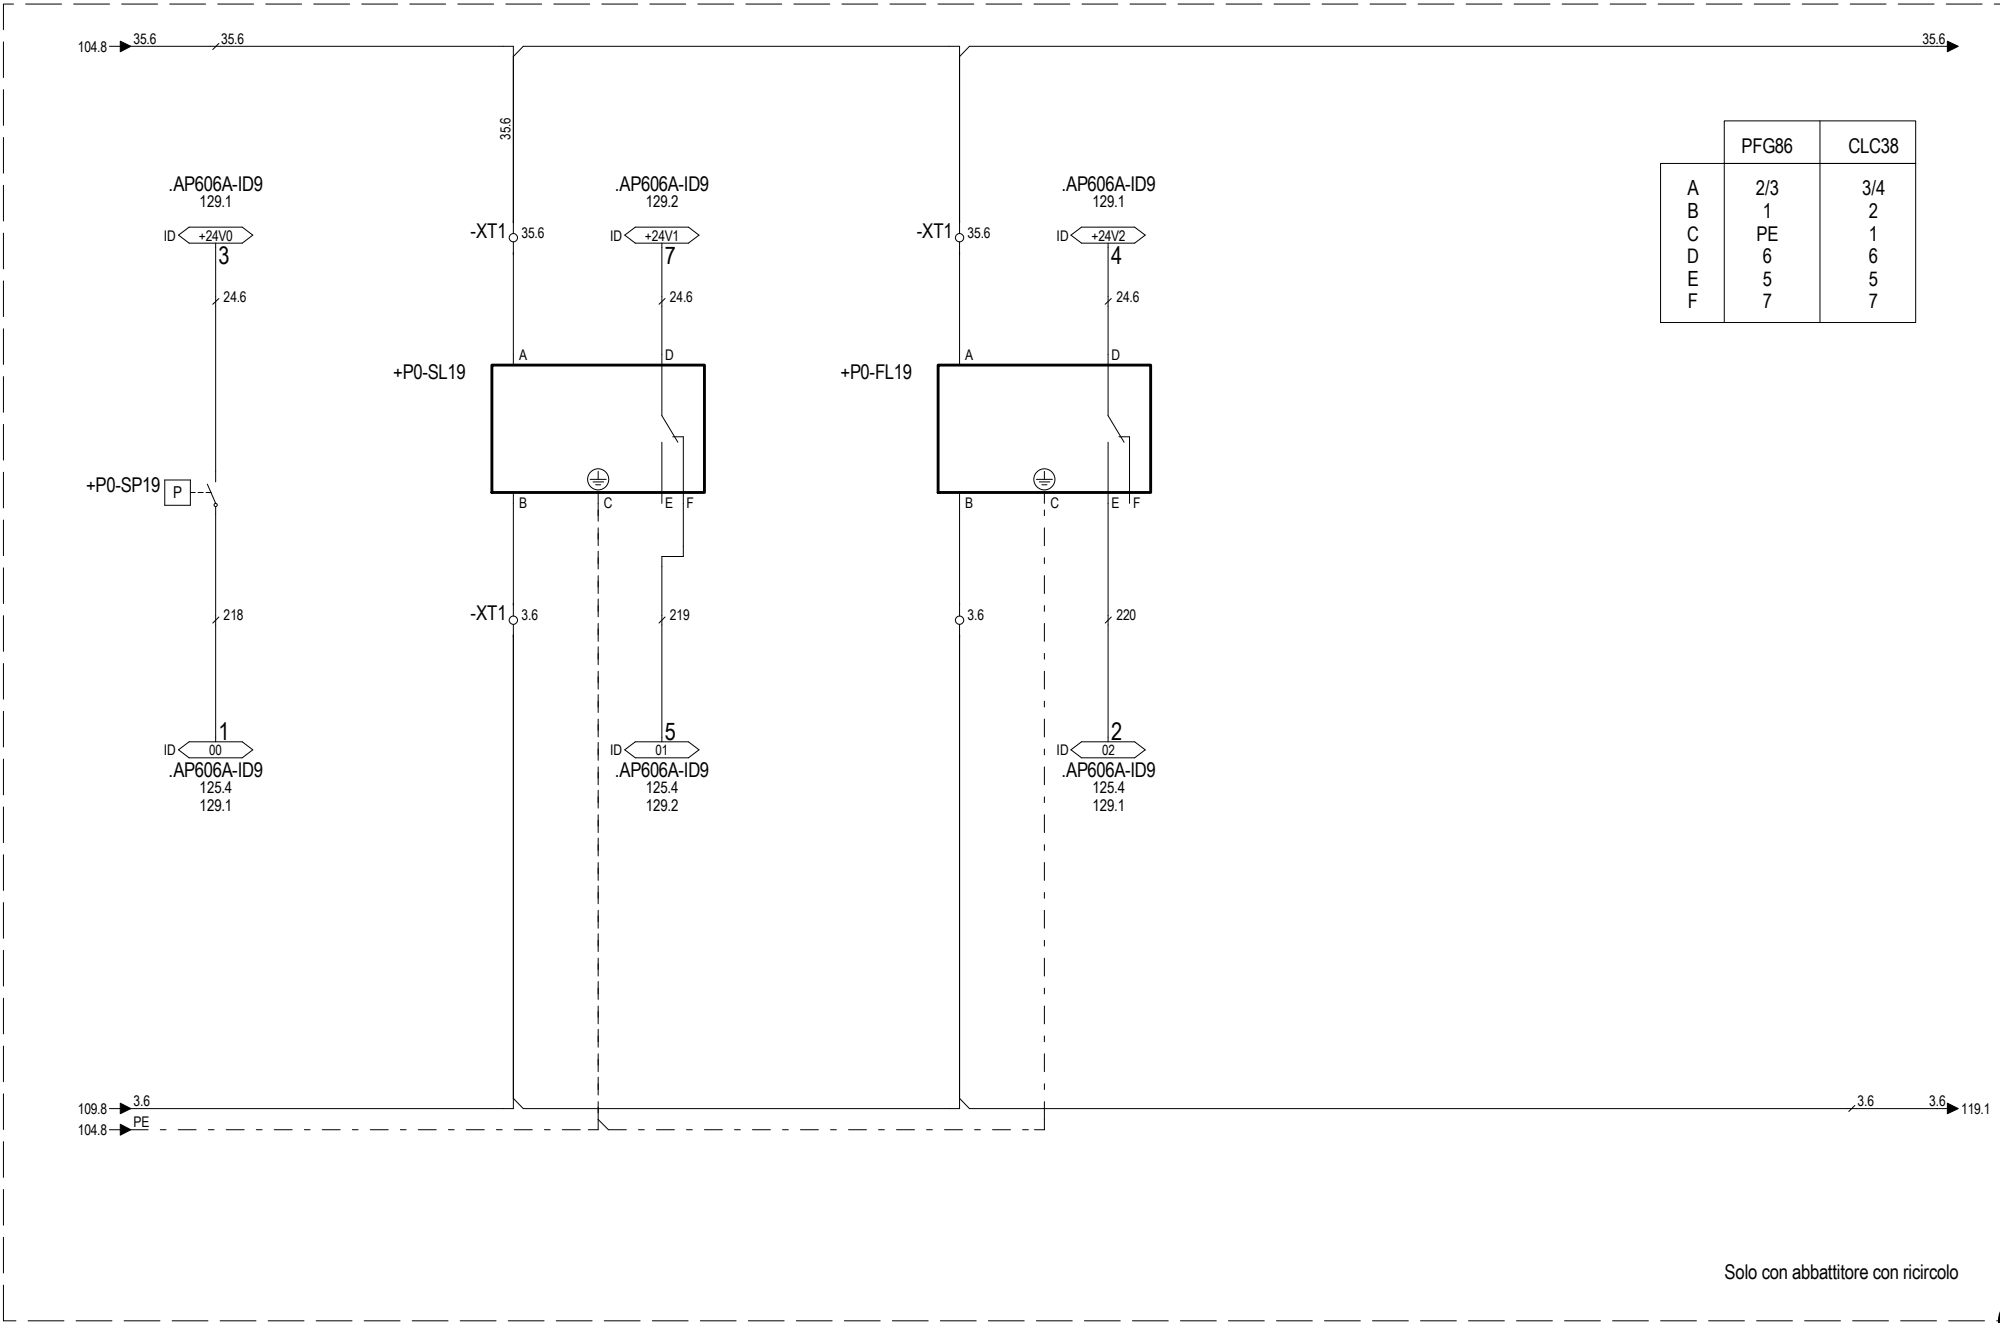 104.8 35.6 35.6 35.6
35.6
PFG86 CLC38
A 2/3 3/4
B 1 2
C PE 1
D 6 6
E 5 5
F 7 7
.AP606A-ID9 .AP606A-ID9 .AP606A-ID9
129.1 129.2 129.1
ID +24V0 -XT1 35.6 ID +24V1 -XT1 35.6 ID +24V2
3 7 4
24.6 24.6 24.6
A D A D
+P0-SL19 +P0-FL19
+P0-SP19 P
B C E F B C E F
218 -XT1 3.6 219 3.6 220
1 5 2
ID 00 ID 01 ID 02
.AP606A-ID9 .AP606A-ID9 .AP606A-ID9
125.4 125.4 125.4
129.1 129.2 129.1
109.8 3.6 3.6 3.6 119.1
104.8 PE
Solo con abbattitore con ricircolo